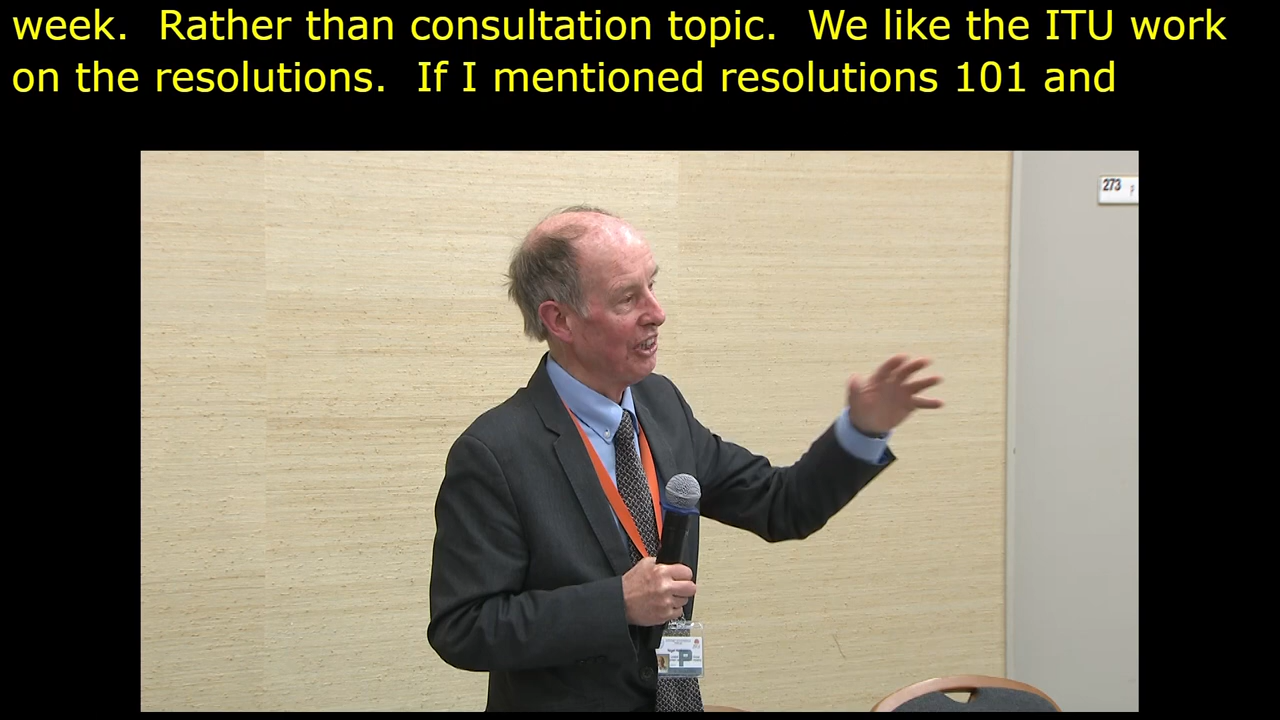 week.  Rather than consultation topic.  We like the ITU work
on the resolutions.  If I mentioned resolutions 101 and
273
P